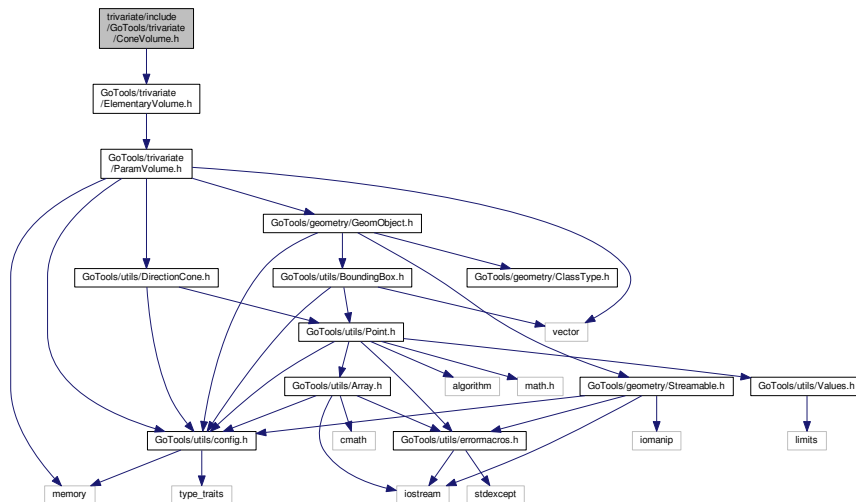 trivariate/include
/GoTools/trivariate
/ConeVolume.h
GoTools/trivariate
/ElementaryVolume.h
GoTools/trivariate
/ParamVolume.h
GoTools/geometry/GeomObject.h
GoTools/utils/DirectionCone.h
GoTools/utils/BoundingBox.h
GoTools/geometry/ClassType.h
GoTools/utils/Point.h
vector
GoTools/utils/Array.h
algorithm
math.h
GoTools/geometry/Streamable.h
GoTools/utils/Values.h
GoTools/utils/config.h
cmath
GoTools/utils/errormacros.h
iomanip
limits
memory
type_traits
iostream
stdexcept